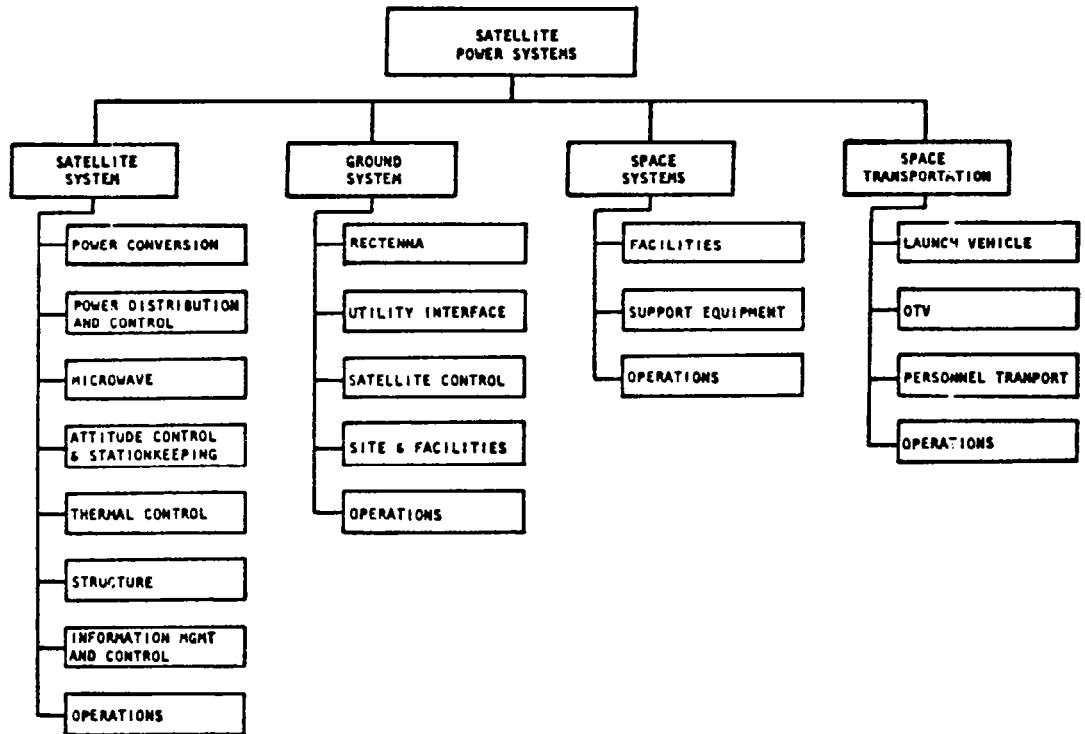 SATELLITE
POWER SYSTEMS
SATELLITE
SYSTEM
POWER CONVERSION
POWER DISTRIBUTION
AND CONTROL
MICROWAVE
ATTITUDE CONTROL
& STATIONKEEPING
THERMAL CONTROL
STRUCTURE
INFORMATION MGMT
AND CONTROL
OPERATIONS
GROUND
SYSTEM
RECTENNA
UTILITY INTERFACE
SATELLITE CONTROL
SITE & FACILITIES
OPERATIONS
SPACE
SYSTEMS
FACILITIES
SUPPORT EQUIPMENT
OPERATIONS
SPACE
TRANSPORTATION
LAUNCH VEHICLE
OTV
PERSONNEL TRANPORT
OPERATIONS